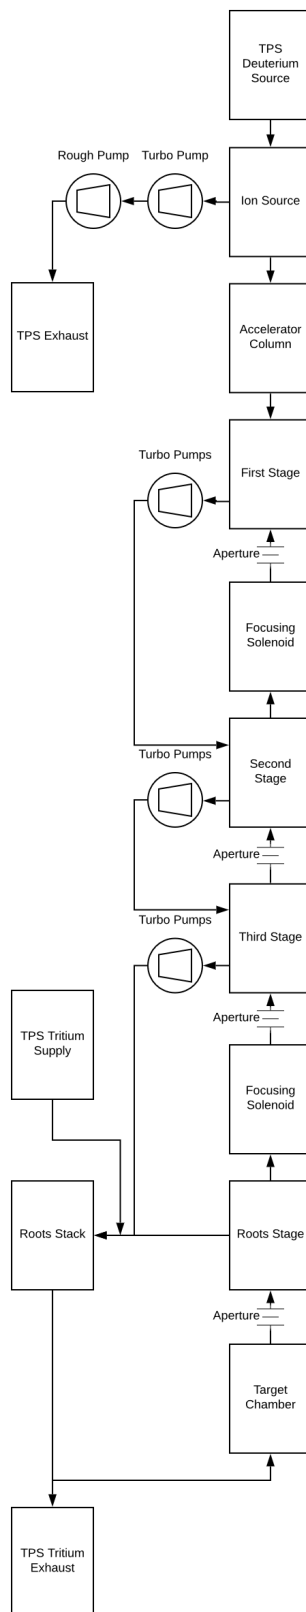 TPS
Deuterium
Source
Rough Pump
Turbo Pump
Ion Source
TPS Exhaust
Accelerator
Column
Turbo Pumps
First Stage
Aperture
Focusing
Solenoid
Turbo Pumps
Second
Stage
Aperture
Turbo Pumps
Third Stage
Aperture
TPS Tritium
Supply
Focusing
Solenoid
Roots Stack
Roots Stage
Aperture
Target
Chamber
TPS Tritium
Exhaust